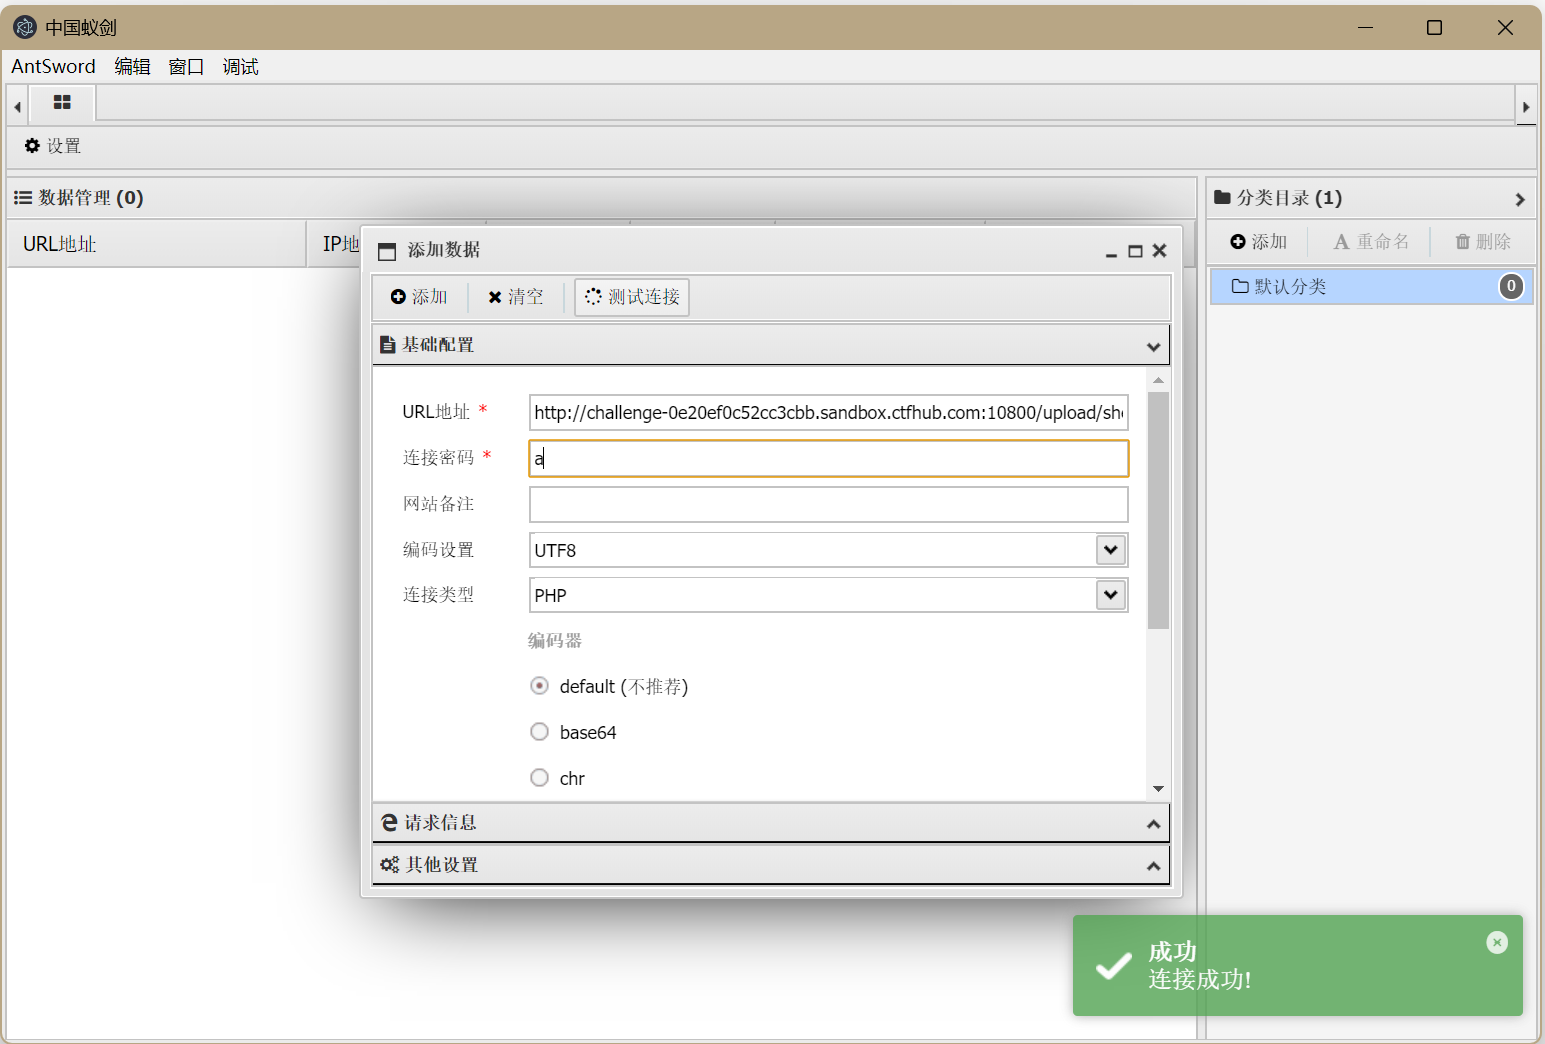 中国蚁剑
AntSword 编辑 窗口 调试
设置
数据管理 (0)
URL地址 IP地
分类目录 (1)
添加 重命名 删除
默认分类 0
添加数据
添加 清空 测试连接
基础配置
URL地址 * http://challenge-0e20ef0c52cc3cbb.sandbox.ctfhub.com:10800/upload/sh
连接密码 * a
网站备注
编码设置 UTF8
连接类型 PHP
编码器
default (不推荐)
base64
chr
请求信息
其他设置
成功
连接成功!